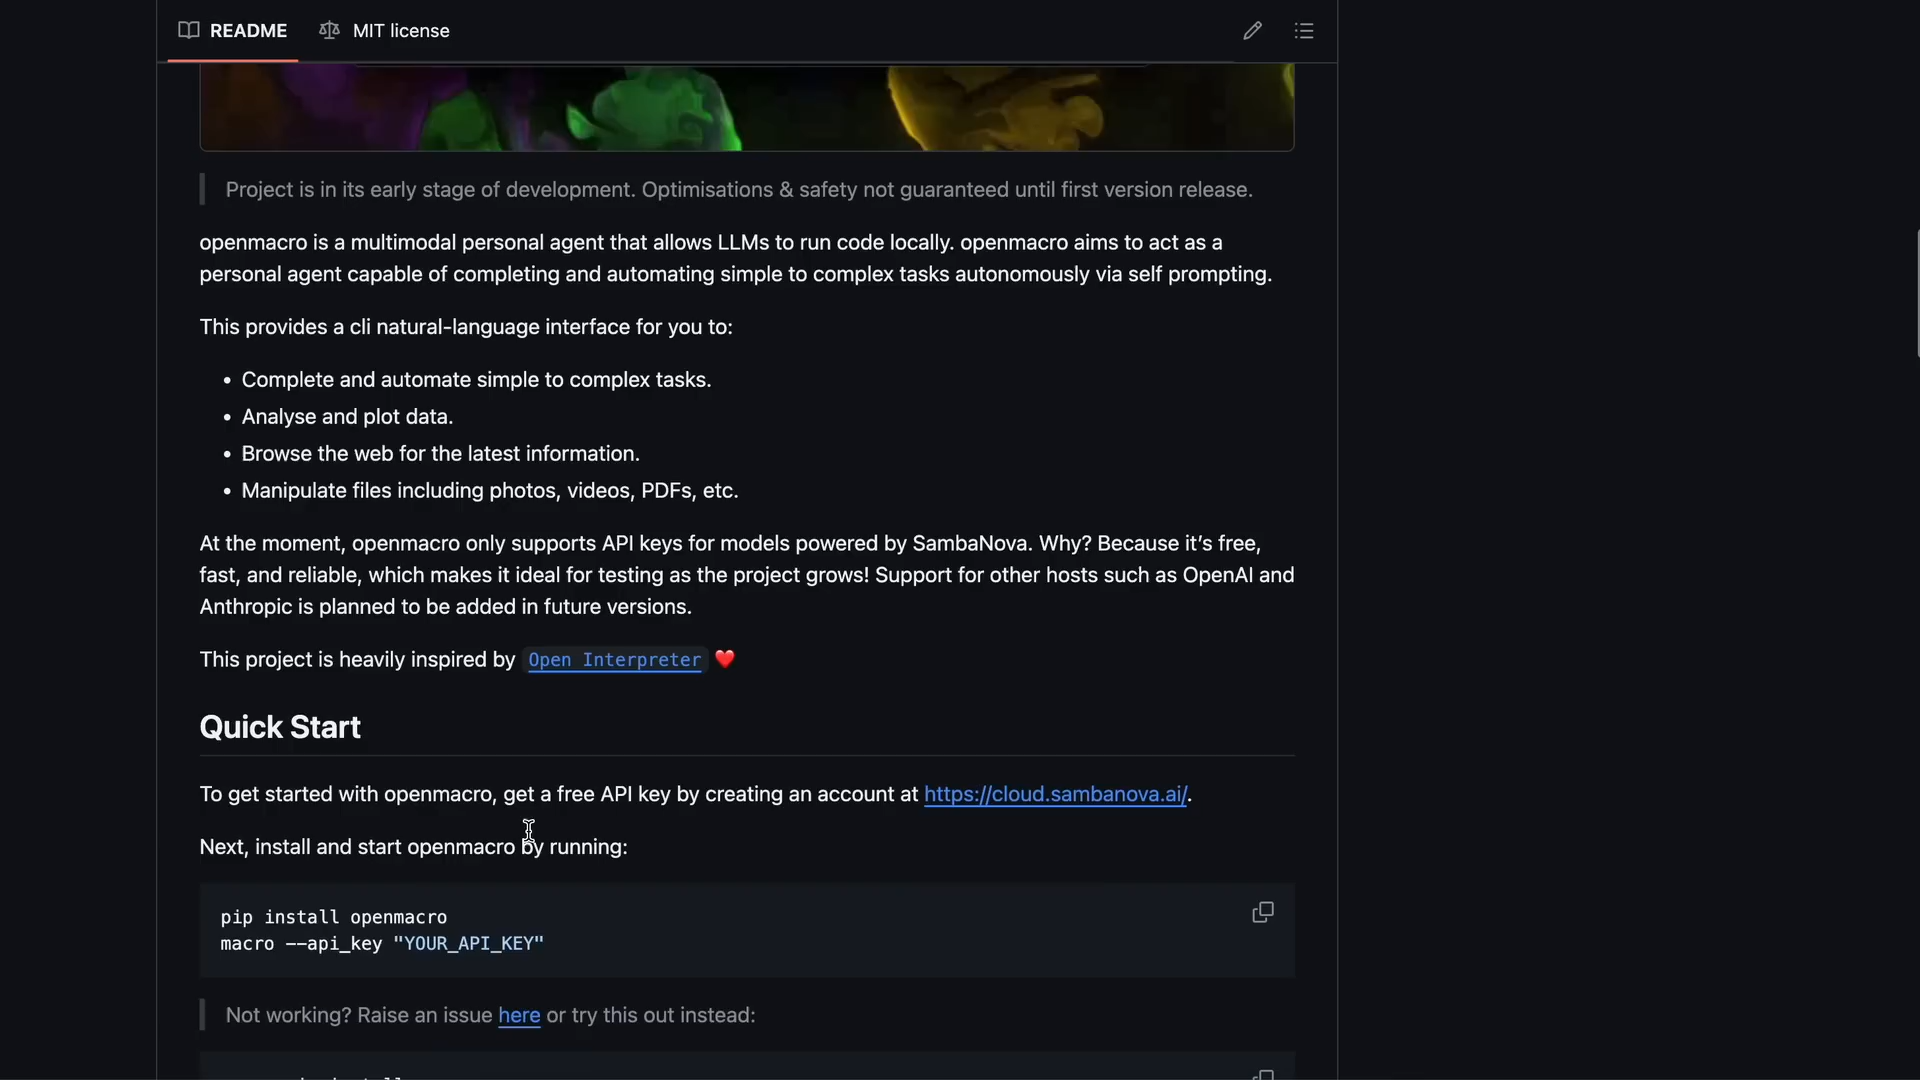 README MIT license
Project is in its early stage of development. Optimisations & safety not guaranteed until first version release.
openmacro is a multimodal personal agent that allows LLMs to run code locally. openmacro aims to act as a
personal agent capable of completing and automating simple to complex tasks autonomously via self prompting.
This provides a cli natural-language interface for you to:
• Complete and automate simple to complex tasks.
• Analyse and plot data.
• Browse the web for the latest information.
• Manipulate files including photos, videos, PDFs, etc.
At the moment, openmacro only supports API keys for models powered by SambaNova. Why? Because it’s free,
fast, and reliable, which makes it ideal for testing as the project grows! Support for other hosts such as OpenAI and
Anthropic is planned to be added in future versions.
This project is heavily inspired by Open Interpreter ❤️
Quick Start
To get started with openmacro, get a free API key by creating an account at https://cloud.sambanova.ai/.
Next, install and start openmacro by running:
pip install openmacro
macro --api_key "YOUR_API_KEY"
Not working? Raise an issue here or try this out instead: